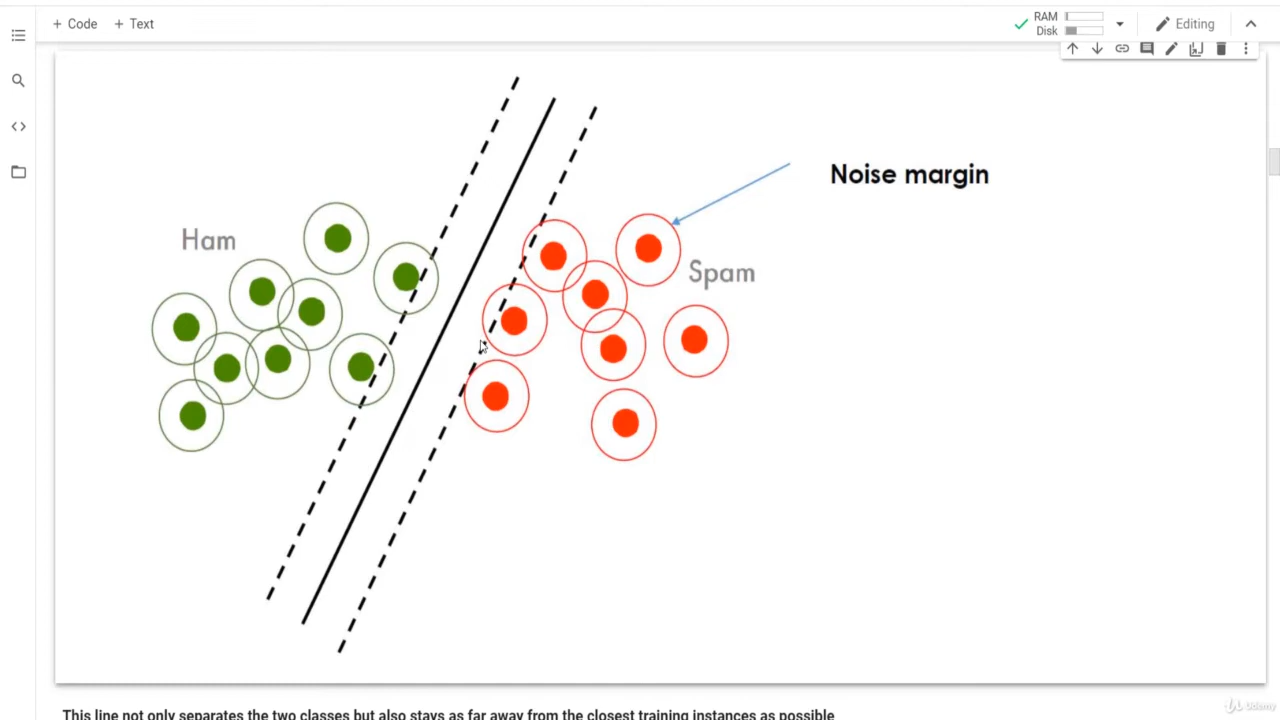 + Code + Text
RAM
Disk
Editing
Noise margin
Ham
Spam
This line not only separates the two classes but also stays as far away from the closest training instances as possible
Udemy